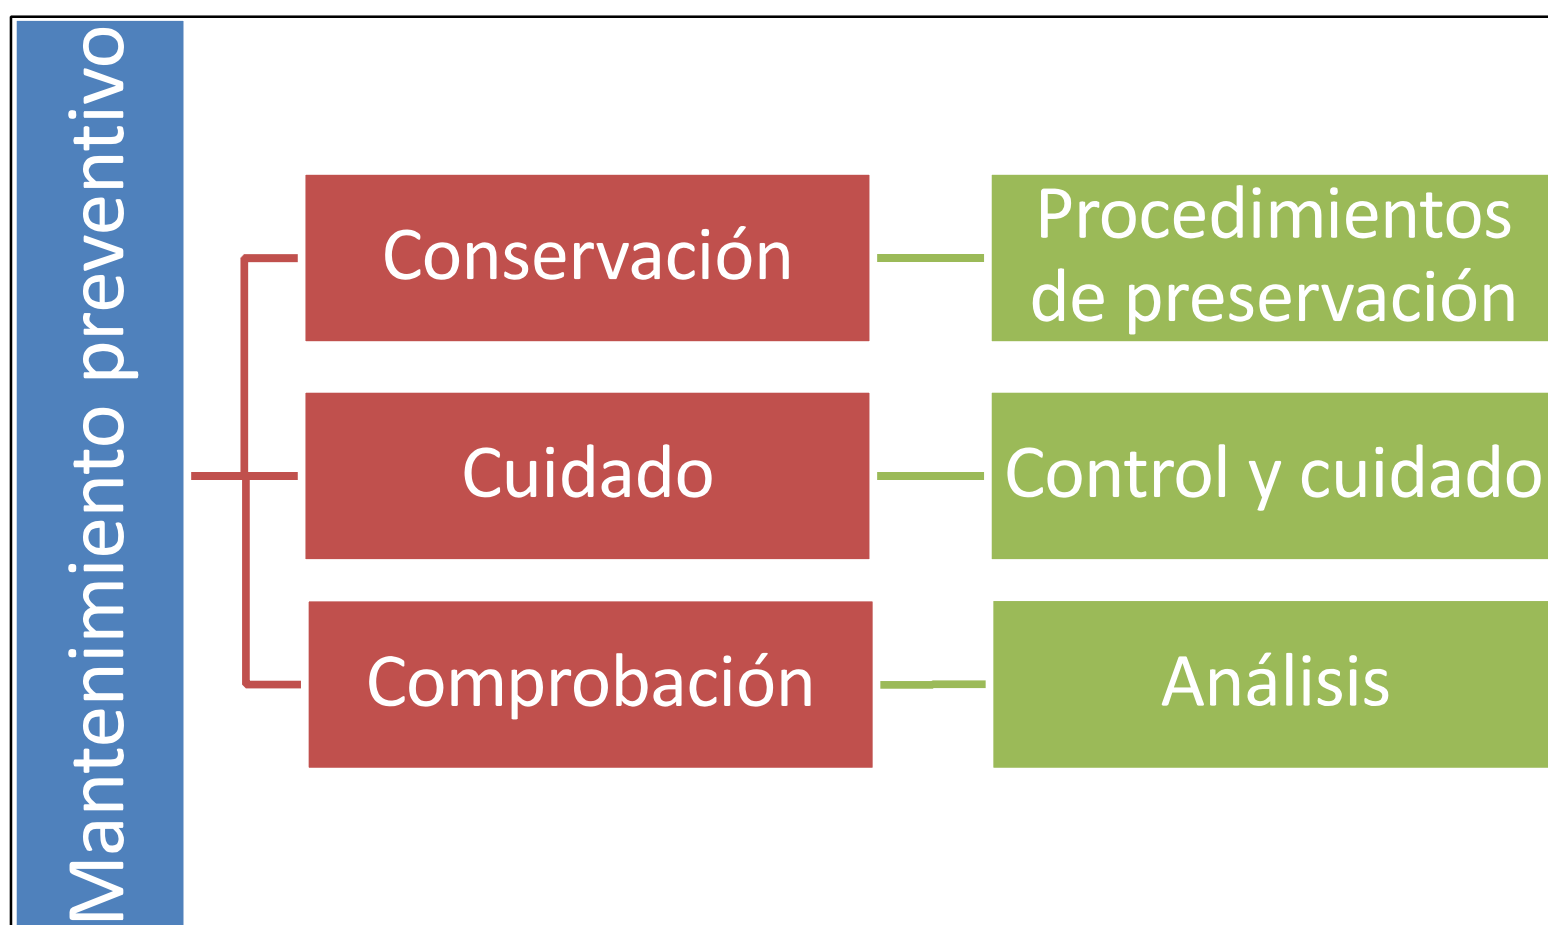 Mantenimiento preventivo
Conservación
Procedimientos
de preservación
Cuidado
Control y cuidado
Comprobación
Análisis